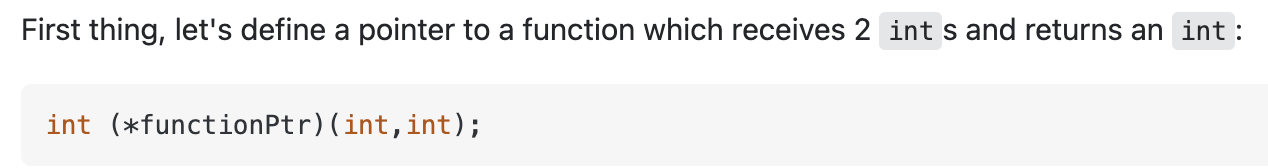 First thing, let's define a pointer to a function which receives 2 ints and returns an int:
int (*functionPtr)(int,int);